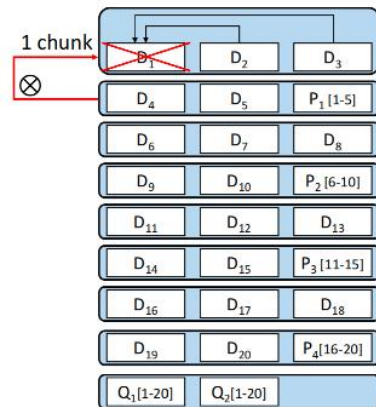 1 chunk
D₁ D₂ D₃
⊗
D₄ D₅ P₁ [1-5]
D₆ D₇ D₈
D₉ D₁₀ P₂ [6-10]
D₁₁ D₁₂ D₁₃
D₁₄ D₁₅ P₃ [11-15]
D₁₆ D₁₇ D₁₈
D₁₉ D₂₀ P₄[16-20]
Q₁[1-20] Q₂[1-20]